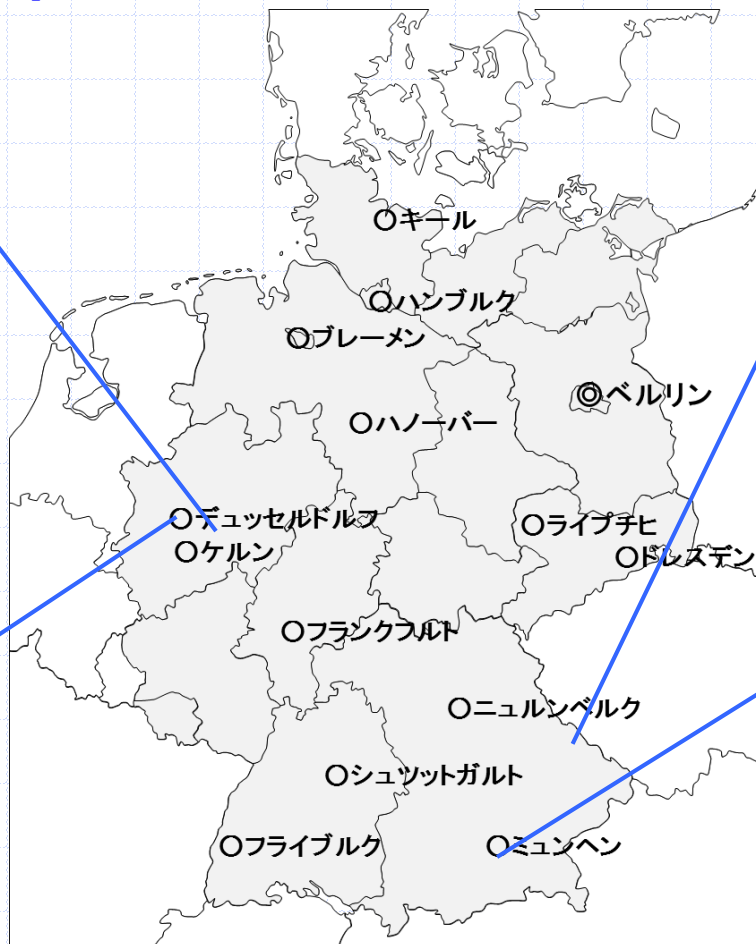 キール
ハンブルク
ブレーメン
ベルリン
ハノーバー
デュッセルドルフ
ライプチヒ
ケルン
ドレスデン
フランクフルト
ニュルンベルク
シュツットガルト
フライブルク
ミュンヘン